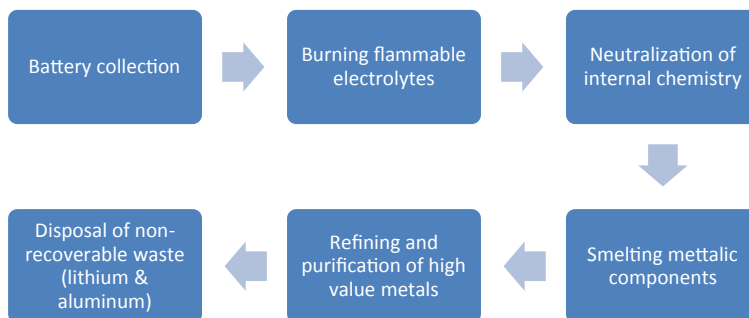 Battery collection
Burning flammable
electrolytes
Neutralization of
internal chemistry
Smelting mettalic
components
Refining and
purification of high
value metals
Disposal of non-
recoverable waste
(lithium &
aluminum)